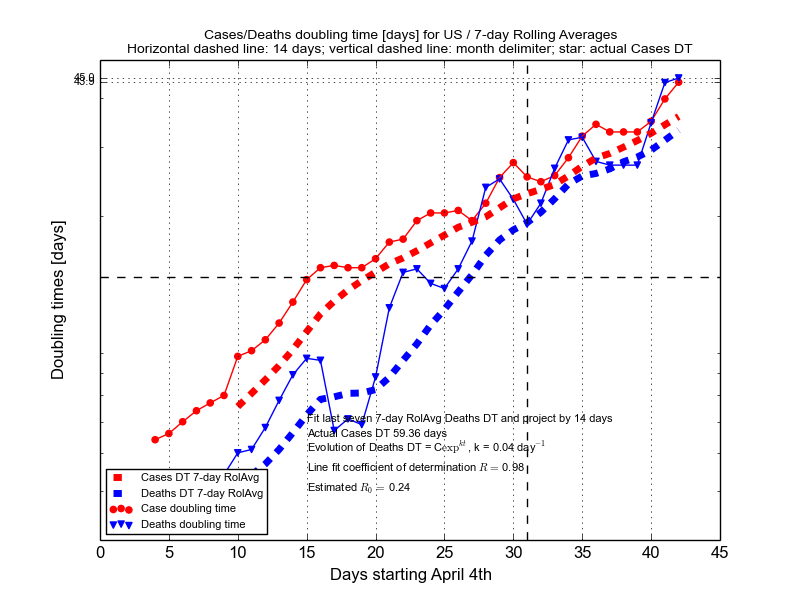 Cases/Deaths doubling time [days] for US / 7-day Rolling Averages
Horizontal dashed line: 14 days; vertical dashed line: month delimiter; star: actual Cases DT
45.0
43.9
Doubling times [days]
Fit last seven 7-day RolAvg Deaths DT and project by 14 days
Actual Cases DT 59.36 days
Evolution of Deaths DT = Cexp^{kt}, k = 0.04 day^{-1}
Line fit coefficient of determination R = 0.98
Estimated R_0 = 0.24
Cases DT 7-day RolAvg
Deaths DT 7-day RolAvg
Case doubling time
Deaths doubling time
0 5 10 15 20 25 30 35 40 45
Days starting April 4th